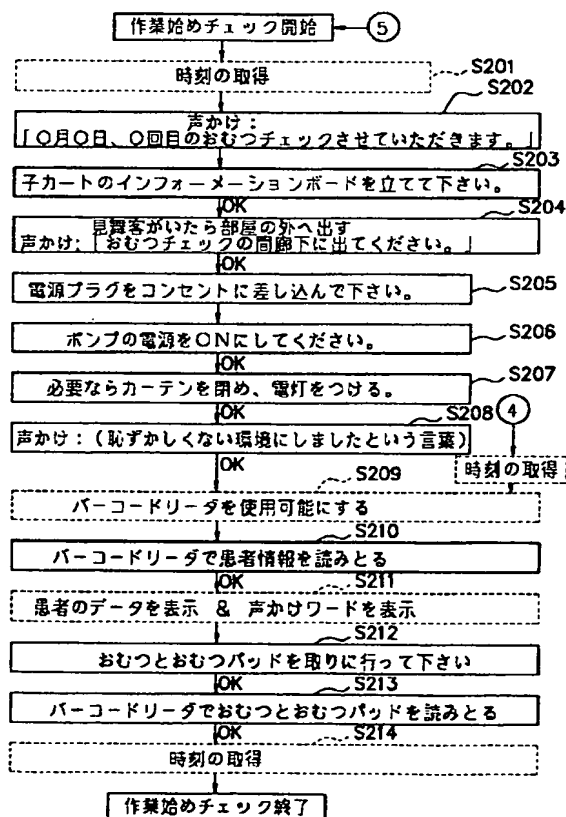 作業始めチェック開始
5
時刻の取得
S201
S202
声かけ:
「〇月〇日、〇回目のおむつチェックさせていただきます。」
S203
子カートのインフォーメーションボードを立てて下さい。
OK
S204
見舞客がいたら部屋の外へ出す
声かけ:「おむつチェックの間廊下に出てください。」
OK
S205
電源プラグをコンセントに差し込んで下さい。
OK
S206
ポンプの電源をONにしてください。
OK
S207
必要ならカーテンを閉め、電灯をつける。
OK
S208
4
声かけ:(恥ずかしくない環境にしましたという言葉)
OK
時刻の取得
S209
バーコードリーダを使用可能にする
S210
バーコードリーダで患者情報を読みとる
OK
S211
患者のデータを表示 & 声かけワードを表示
S212
おむつとおむつパッドを取りに行って下さい
OK
S213
バーコードリーダでおむつとおむつパッドを読みとる
OK
S214
時刻の取得
作業始めチェック終了